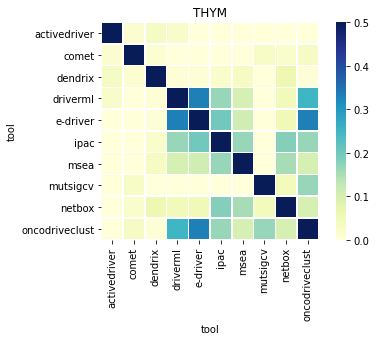 THYM
tool
activedriver
comet
dendrix
driverml
e-driver
ipac
msea
mutsigcv
netbox
oncodriveclust
activedriver
comet
dendrix
driverml
e-driver
ipac
msea
mutsigcv
netbox
oncodriveclust
tool
0.5
0.4
0.3
0.2
0.1
0.0